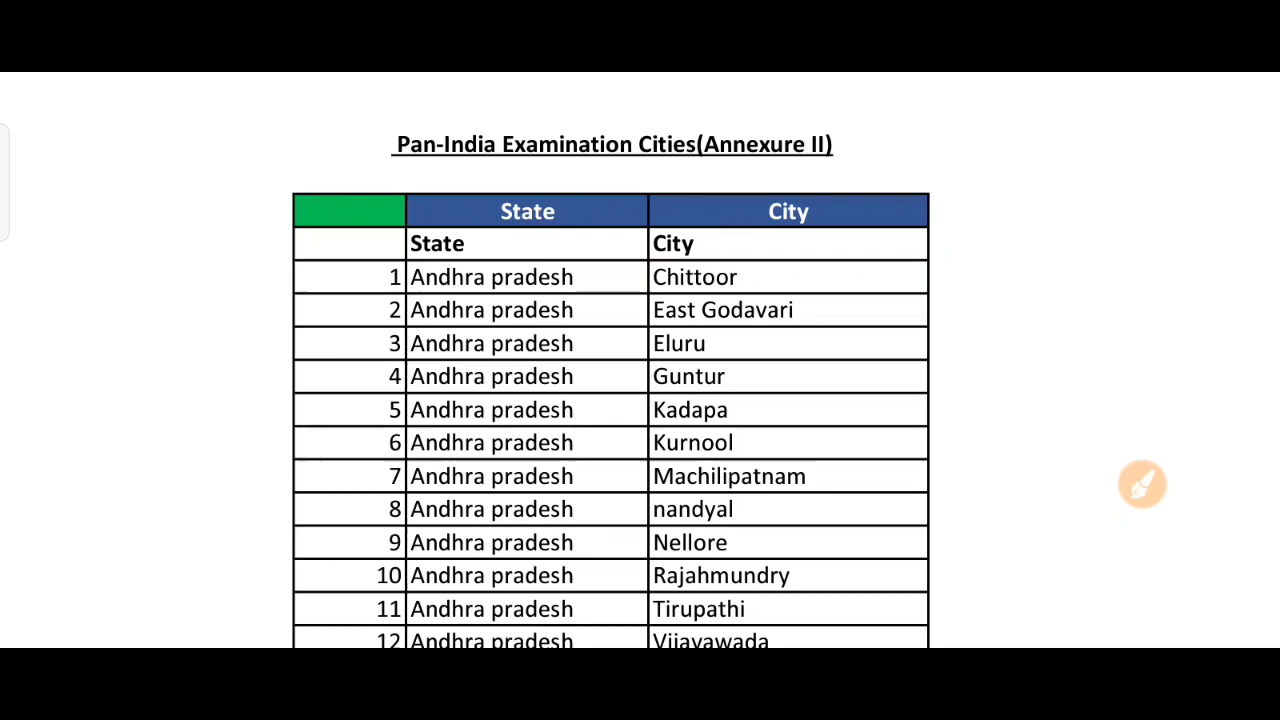 Pan-India Examination Cities(Annexure II)
State City
State City
1 Andhra pradesh Chittoor
2 Andhra pradesh East Godavari
3 Andhra pradesh Eluru
4 Andhra pradesh Guntur
5 Andhra pradesh Kadapa
6 Andhra pradesh Kurnool
7 Andhra pradesh Machilipatnam
8 Andhra pradesh nandyal
9 Andhra pradesh Nellore
10 Andhra pradesh Rajahmundry
11 Andhra pradesh Tirupathi
12 Andhra pradesh Vijayawada